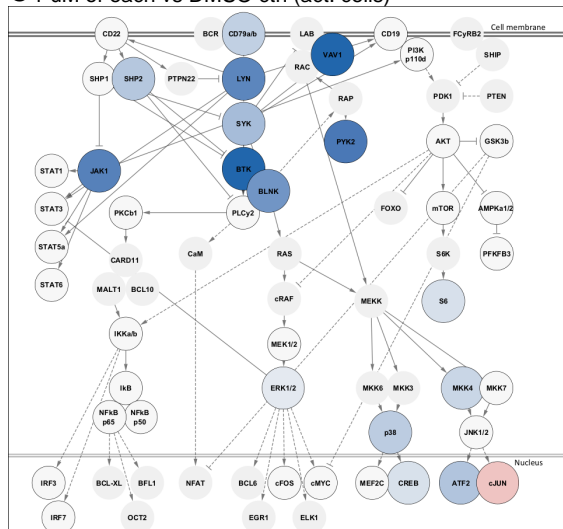 Cell membrane
CD22
BCR
CD79a/b
LAB
CD19
FCyRB2
VAV1
PI3K
p110d
SHIP
RAC
SHP1
SHP2
PTPN22
LYN
RAP
PDK1
PTEN
SYK
PYK2
AKT
GSK3b
STAT1
JAK1
BTK
BLNK
STAT3
PKCb1
PLCy2
FOXO
mTOR
AMPKa1/2
STAT5a
CARD11
CaM
RAS
S6K
PFKFB3
STAT6
MALT1
BCL10
cRAF
MEKK
S6
IKKa/b
MEK1/2
IkB
ERK1/2
MKK6
MKK3
MKK4
MKK7
NFkB
p65
NFkB
p50
p38
JNK1/2
Nucleus
IRF3
BCL-XL
BFL1
NFAT
BCL6
cFOS
cMYC
MEF2C
CREB
ATF2
cJUN
IRF7
OCT2
EGR1
ELK1